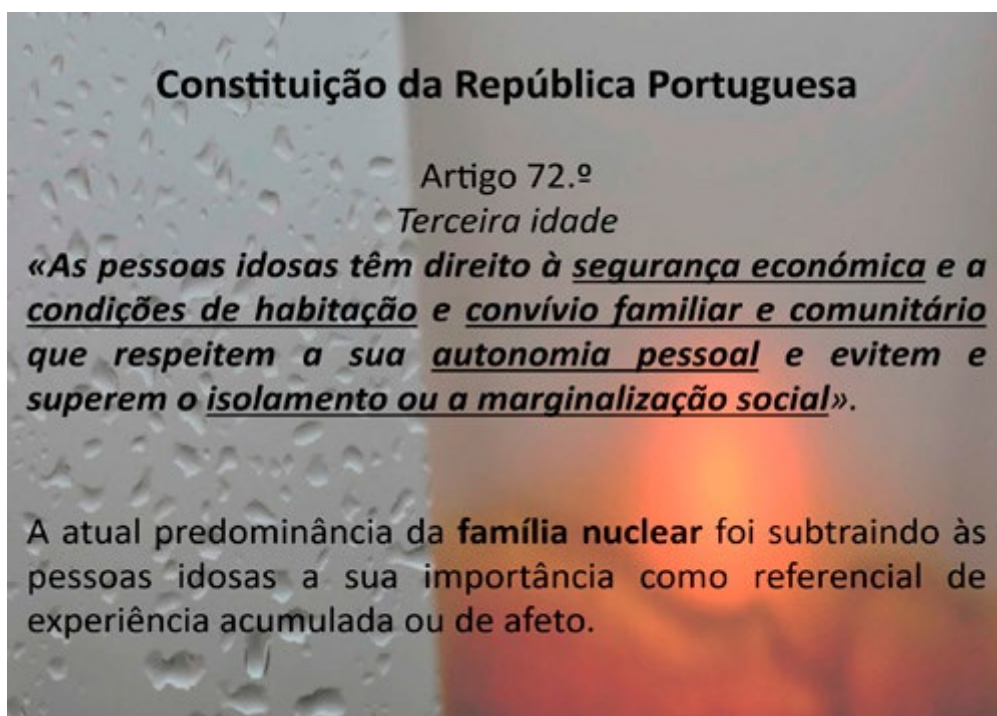 Constituição da República Portuguesa
Artigo 72.º
Terceira idade
«As pessoas idosas têm direito à segurança económica e a
condições de habitação e convívio familiar e comunitário
que respeitem a sua autonomia pessoal e evitem e
superem o isolamento ou a marginalização social».
A atual predominância da família nuclear foi subtraindo às
pessoas idosas a sua importância como referencial de
experiência acumulada ou de afeto.